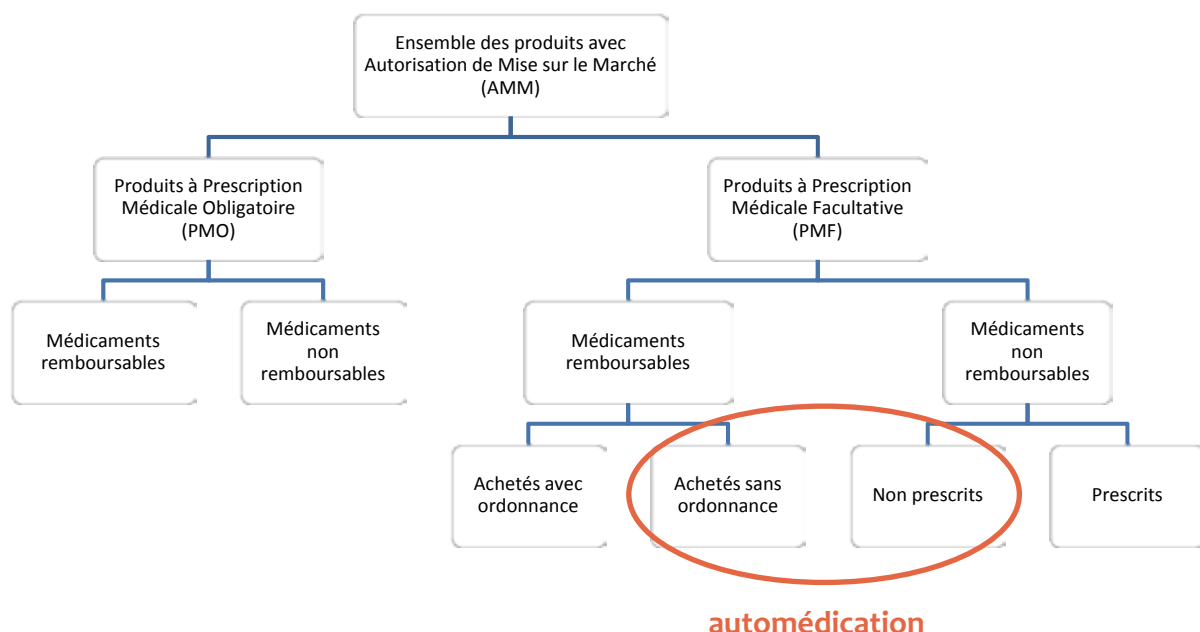 Ensemble des produits avec
Autorisation de Mise sur le Marché
(AMM)
Produits à Prescription
Médicale Obligatoire
(PMO)
Produits à Prescription
Médicale Facultative
(PMF)
Médicaments
remboursables
Médicaments
non
remboursables
Médicaments
remboursables
Médicaments
non
remboursables
Achetés avec
ordonnance
Achetés sans
ordonnance
Non prescrits
Prescrits
automédication